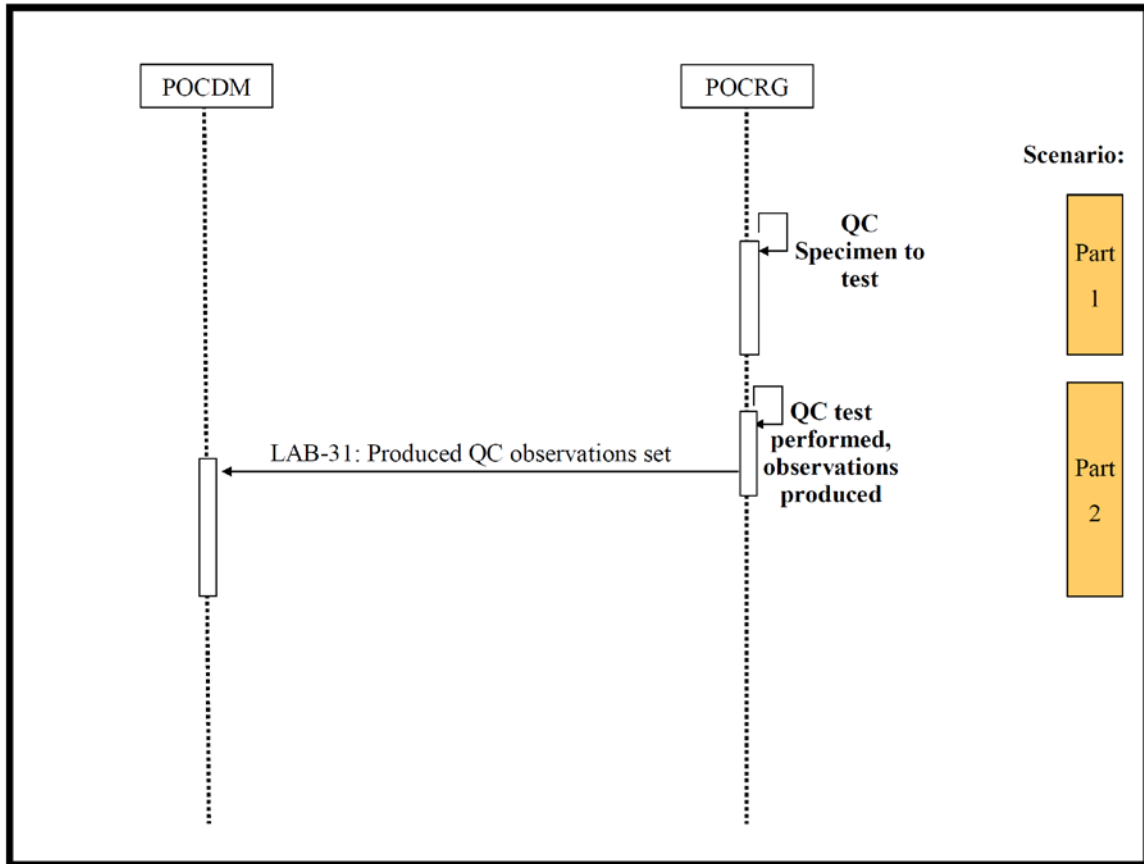 POCDM
POCRG
Scenario:
QC
Specimen to
test
Part
1
QC test
performed,
observations
produced
LAB-31: Produced QC observations set
Part
2